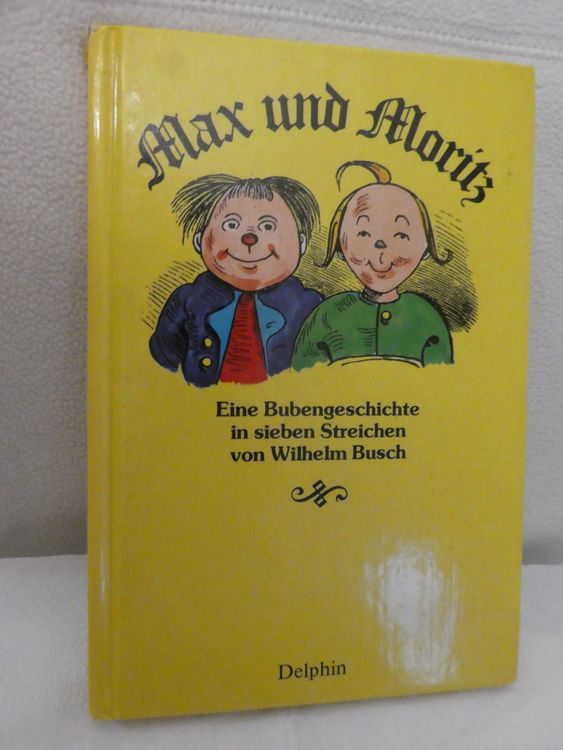 Max und Moritz
Eine Bubengeschichte
in sieben Streichen
von Wilhelm Busch
Delphin